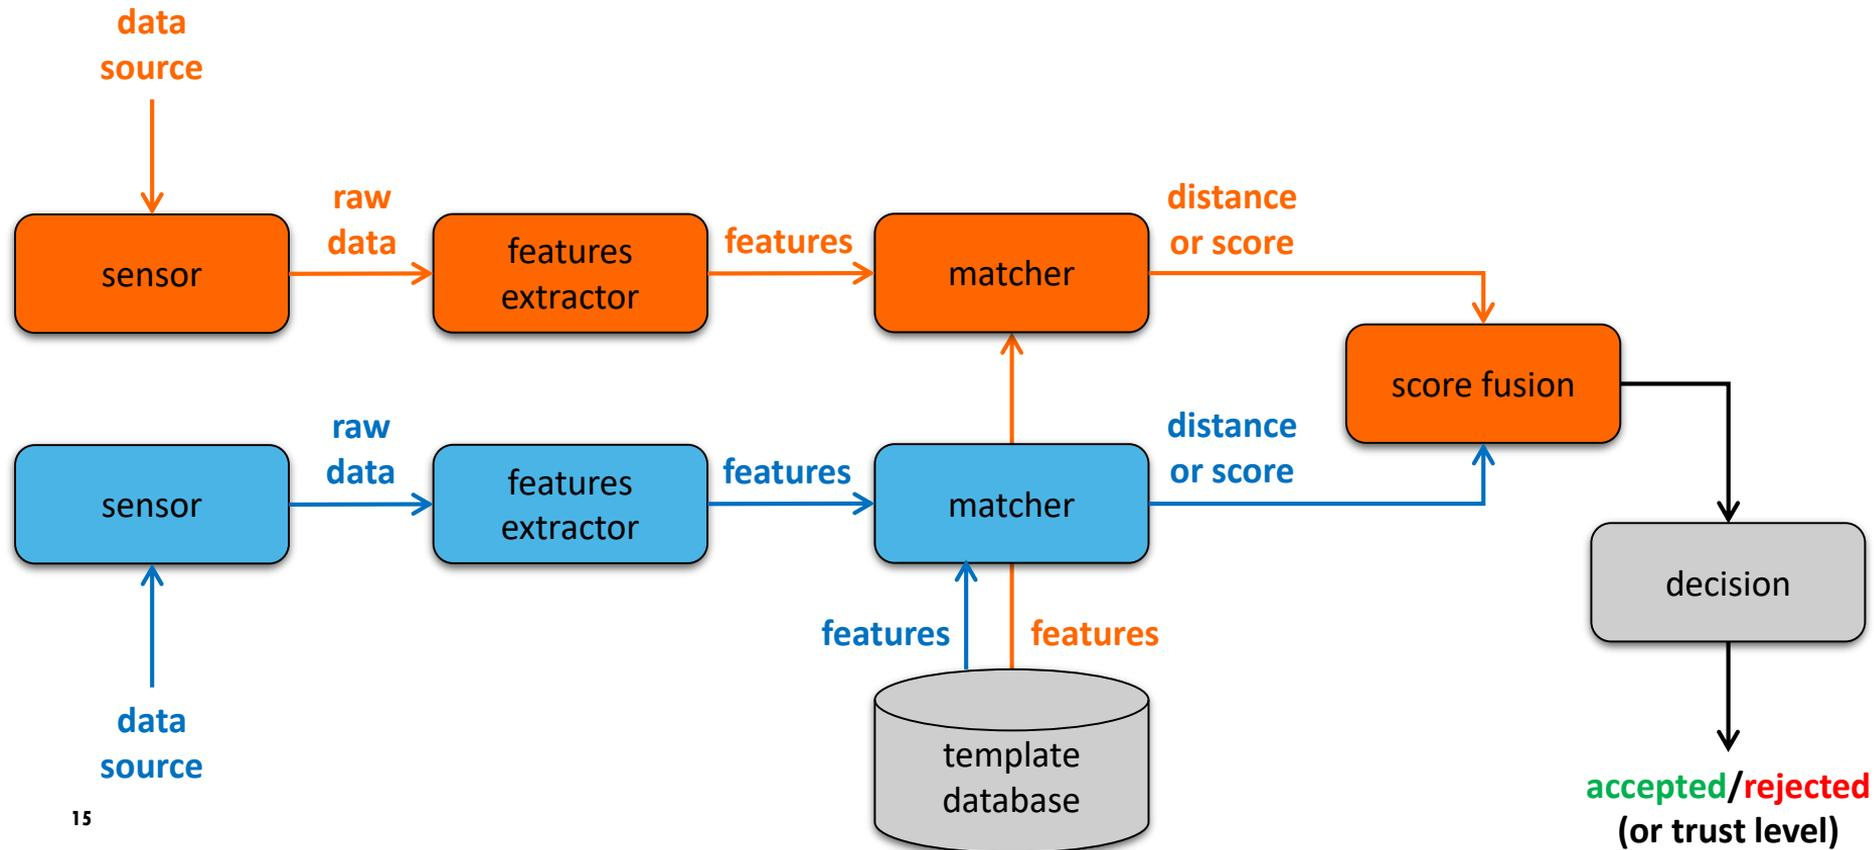 data
source
raw
data
distance
or score
sensor
features
extractor
features
matcher
score fusion
raw
data
distance
or score
sensor
features
extractor
features
matcher
decision
features
features
data
source
template
database
accepted/rejected
(or trust level)
15